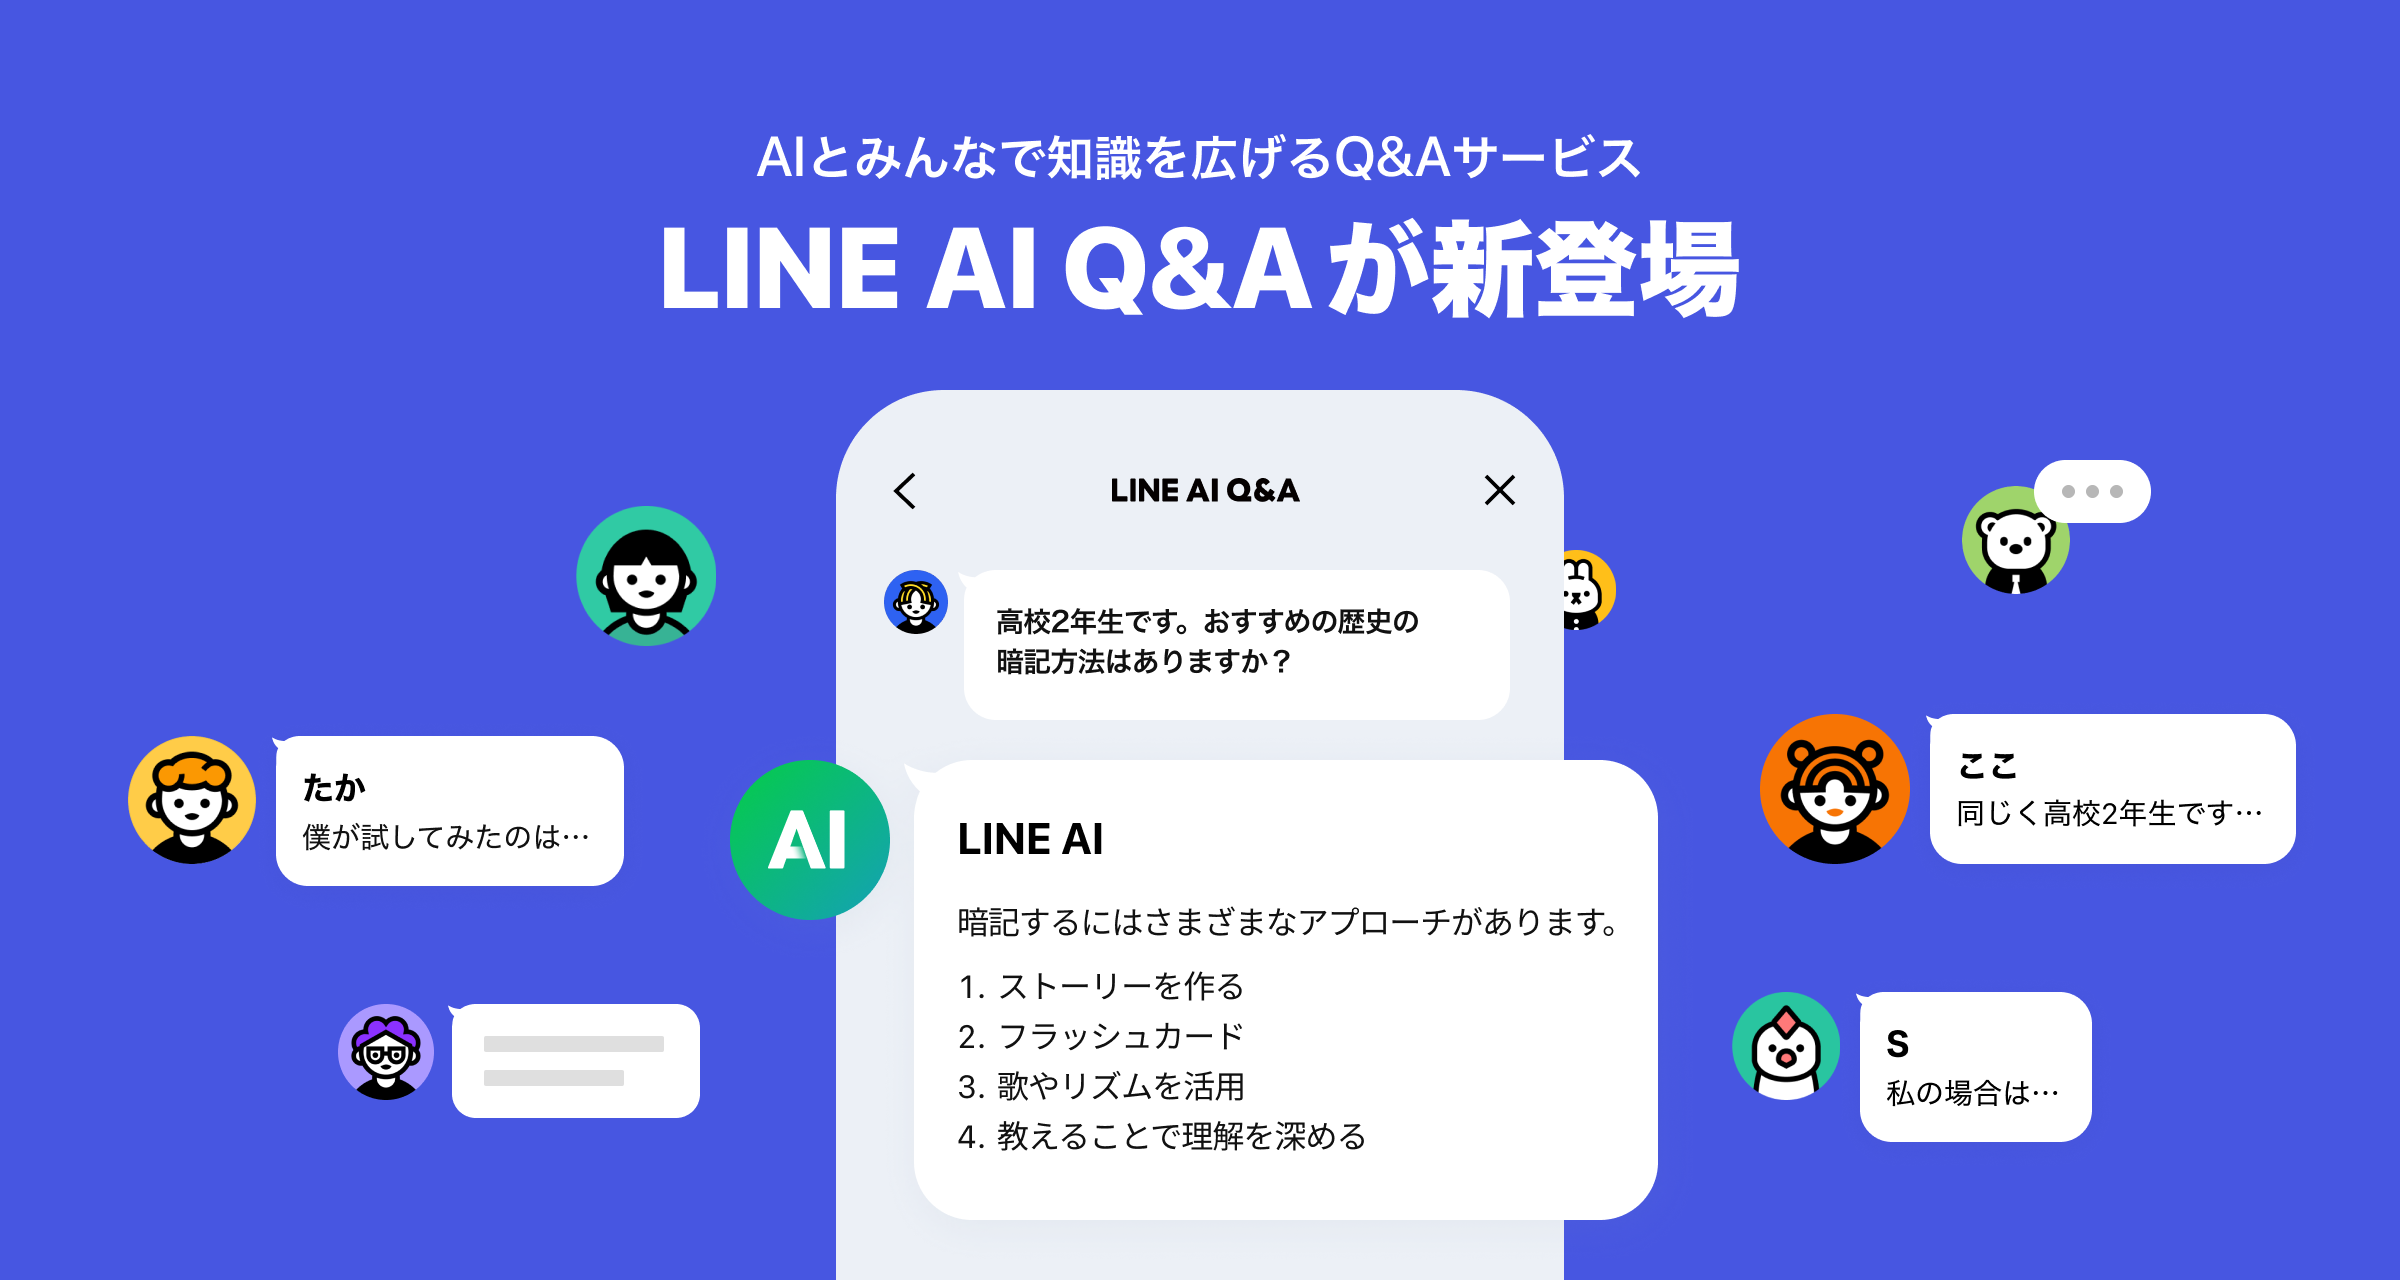 AIとみんなで知識を広げるQ&Aサービス
LINE AI Q&Aが新登場
LINE AI Q&A
高校2年生です。おすすめの歴史の
暗記方法はありますか？
たか
僕が試してみたのは…
ここ
同じく高校2年生です…
AI
LINE AI
暗記するにはさまざまなアプローチがあります。
1. ストーリーを作る
2. フラッシュカード
3. 歌やリズムを活用
4. 教えることで理解を深める
S
私の場合は…